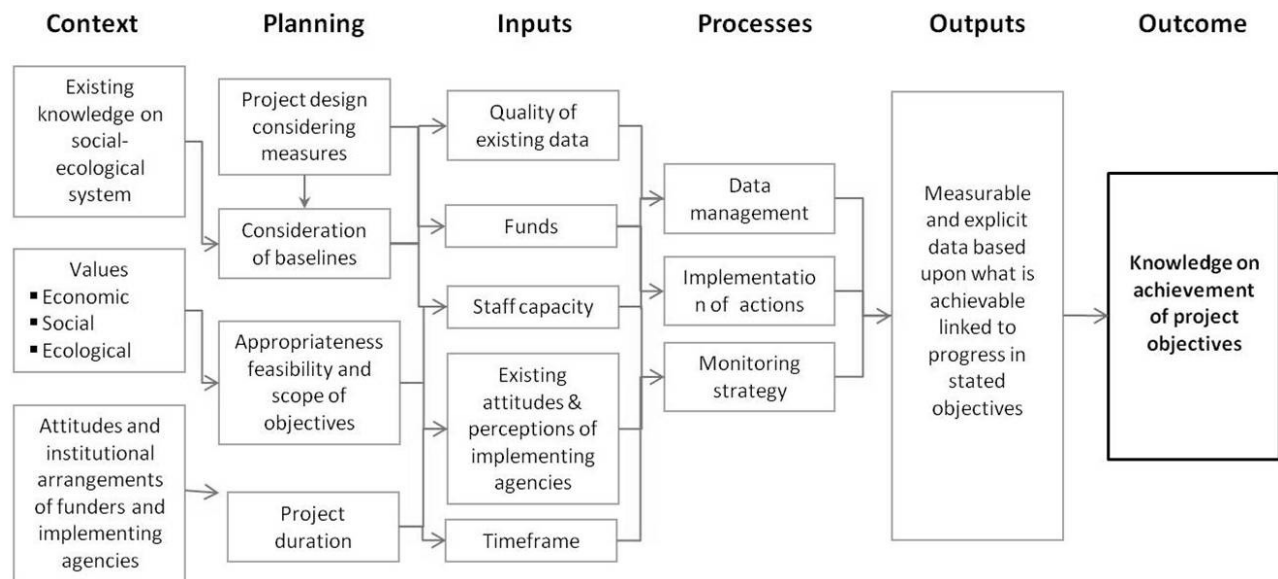 Context
Planning
Inputs
Processes
Outputs
Outcome
Existing
knowledge on
social-
ecological
system
Values
▪ Economic
▪ Social
▪ Ecological
Attitudes and
institutional
arrangements
of funders and
implementing
agencies
Project design
considering
measures
Consideration
of baselines
Appropriateness
feasibility and
scope of
objectives
Project
duration
Quality of
existing data
Funds
Staff capacity
Existing
attitudes &
perceptions of
implementing
agencies
Timeframe
Data
management
Implementatio
n of actions
Monitoring
strategy
Measurable
and explicit
data based
upon what is
achievable
linked to
progress in
stated
objectives
Knowledge on
achievement
of project
objectives